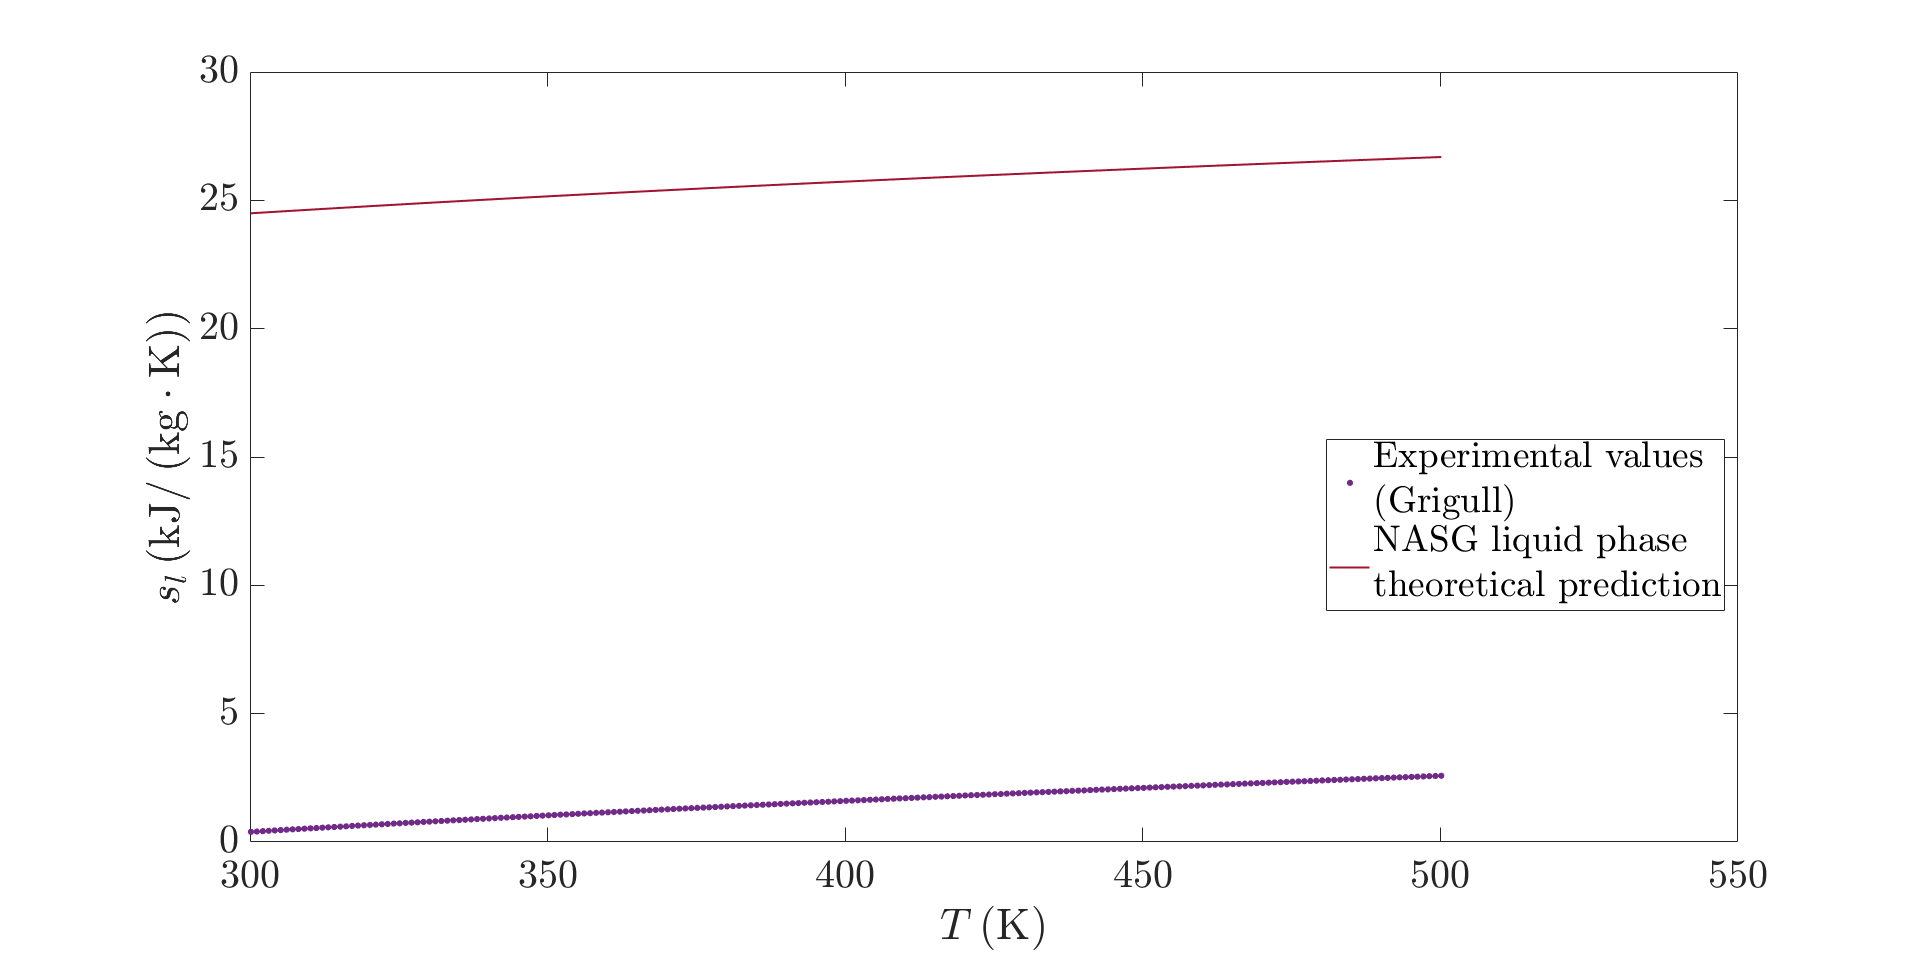 30
25
20
15
10
5
0
300 350 400 450 500 550
s_l (kJ/ (kg · K))
T (K)
Experimental values
(Grigull)
NASG liquid phase
theoretical prediction